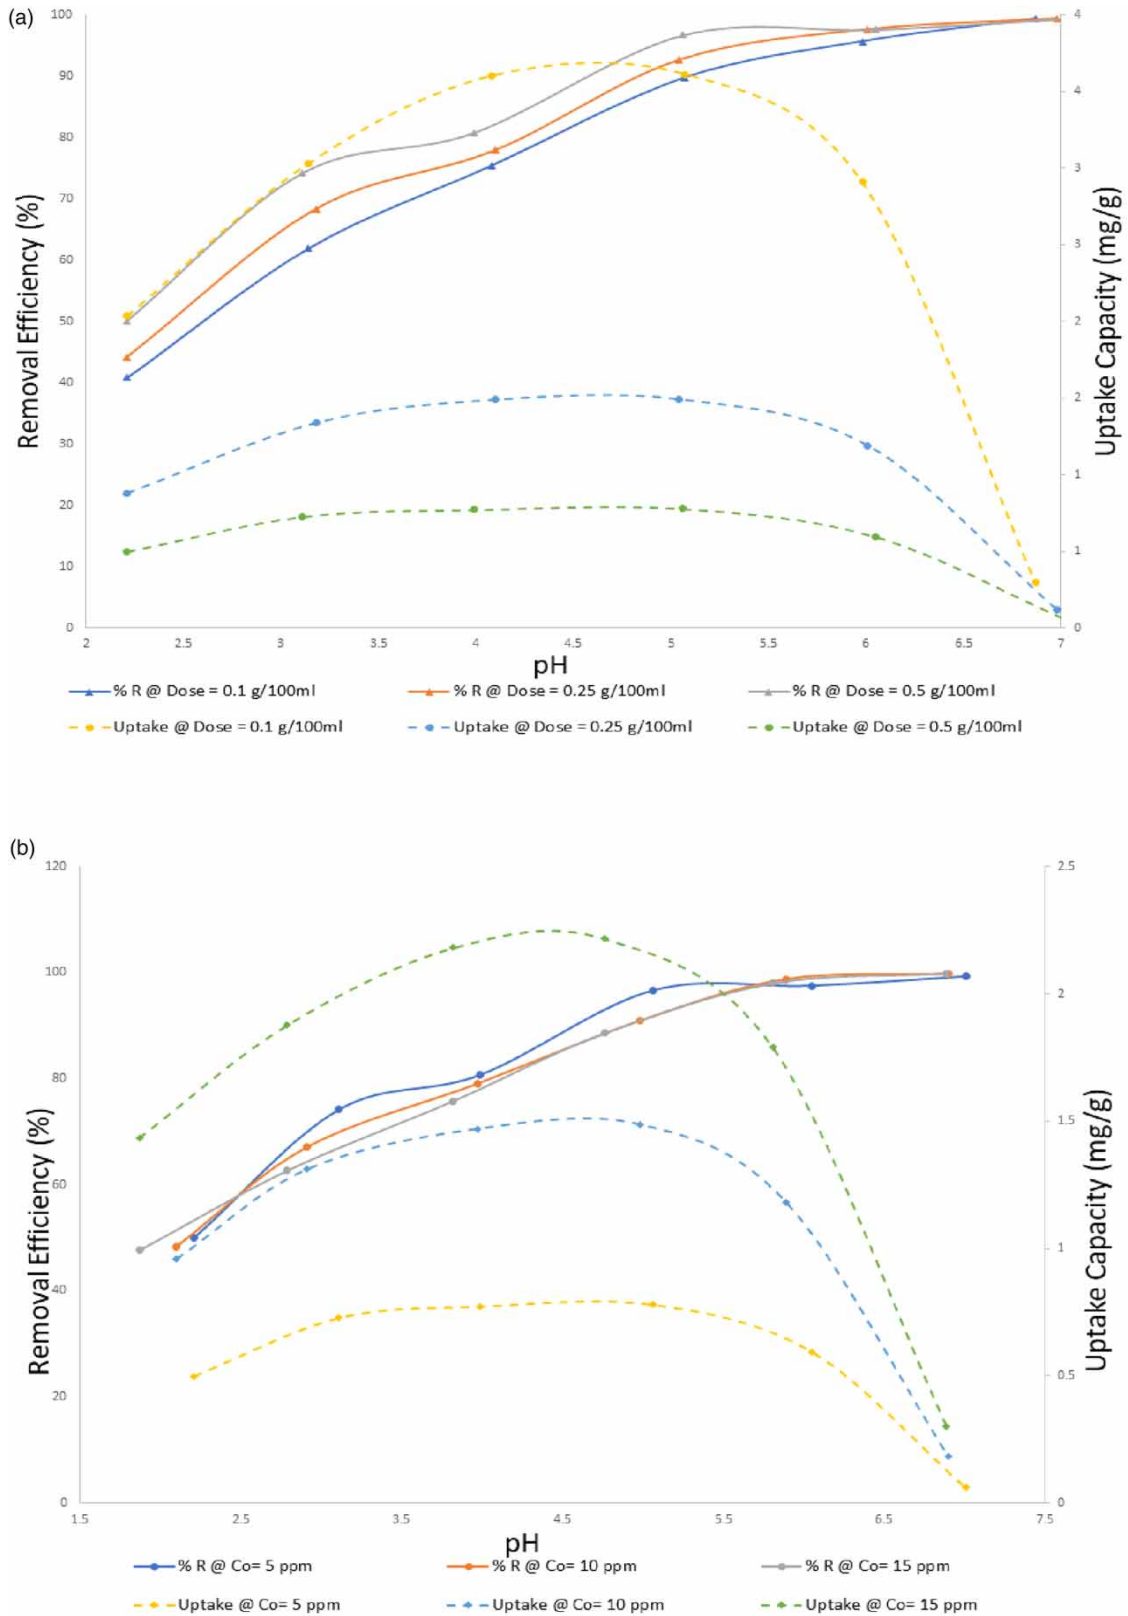 (a)
100
90
80
70
60
50
40
30
20
10
0
Removal Efficiency (%)
4
4
3
3
2
2
1
1
0
Uptake Capacity (mg/g)
2 2.5 3 3.5 4 4.5 5 5.5 6 6.5 7
pH
% R @ Dose = 0.1 g/100ml % R @ Dose = 0.25 g/100ml % R @ Dose = 0.5 g/100ml
Uptake @ Dose = 0.1 g/100ml Uptake @ Dose = 0.25 g/100ml Uptake @ Dose = 0.5 g/100ml
(b)
120
100
80
60
40
20
0
Removal Efficiency (%)
2.5
2
1.5
1
0.5
0
Uptake Capacity (mg/g)
1.5 2.5 3.5 4.5 5.5 6.5 7.5
pH
% R @ Co= 5 ppm % R @ Co= 10 ppm % R @ Co= 15 ppm
Uptake @ Co= 5 ppm Uptake @ Co= 10 ppm Uptake @ Co= 15 ppm